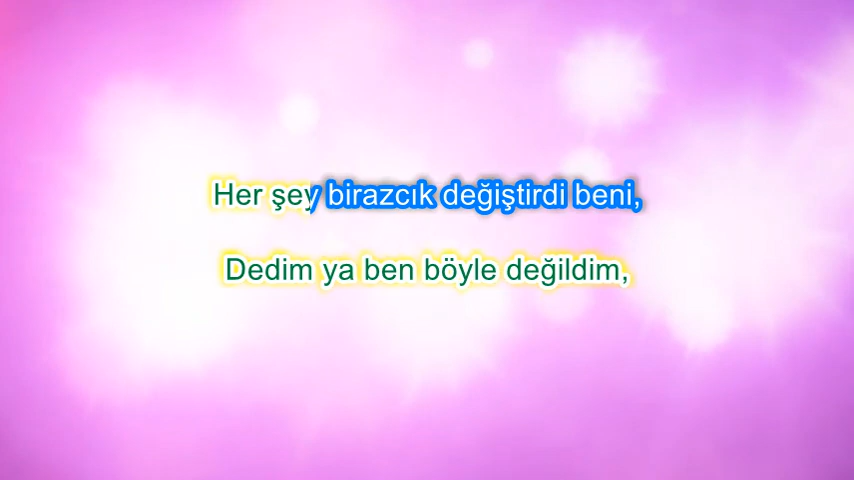 Her şey birazcık değiştirdi beni,
Dedim ya ben böyle değildim,